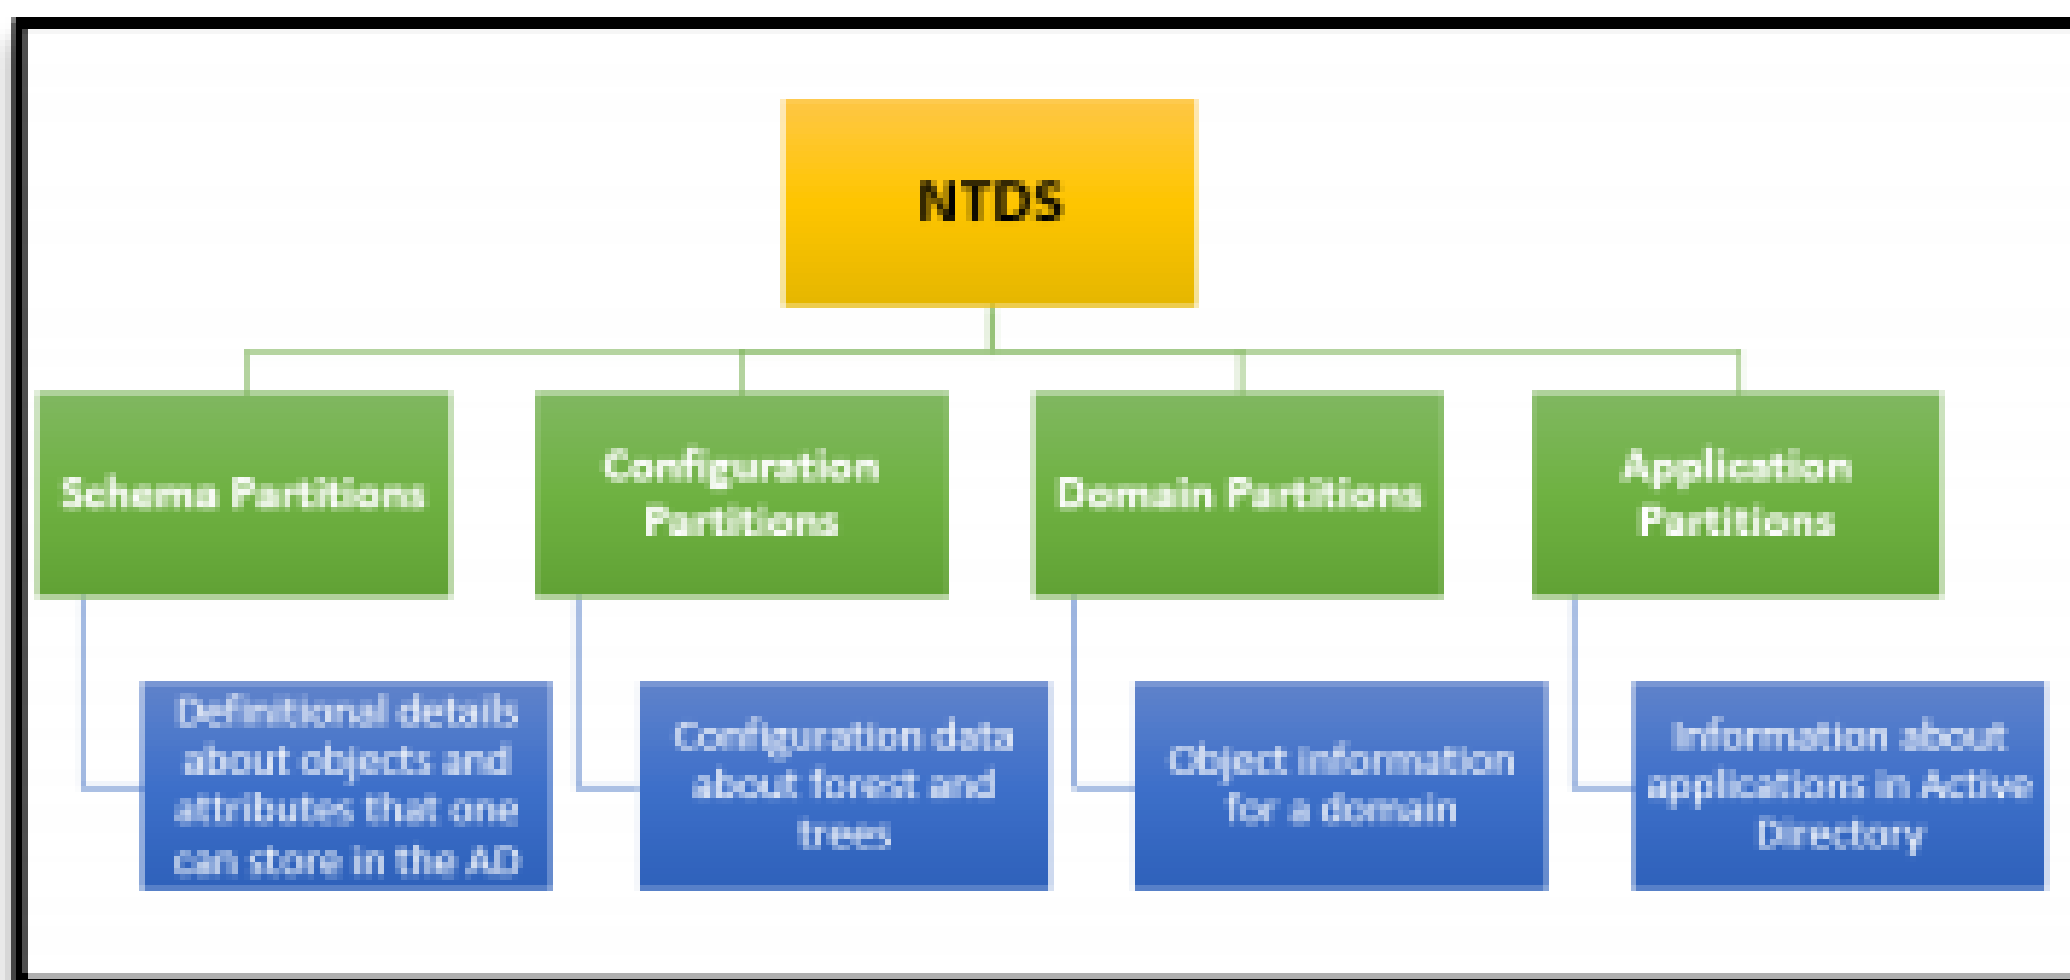 NTDS
Schema Partitions
Configuration
Partitions
Domain Partitions
Application
Partitions
Definitional details
about objects and
attributes that one
can store in the AD
Configuration data
about forest and
trees
Object information
for a domain
Information about
applications in Active
Directory